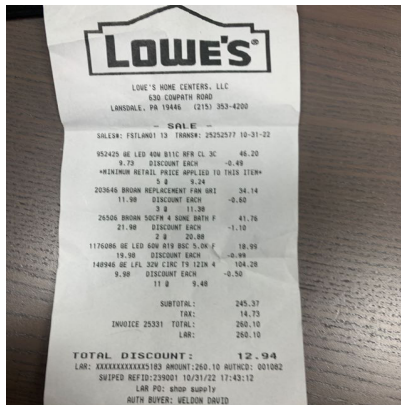 LOWE'S®
LOWE'S HOME CENTERS, LLC
630 COWPATH ROAD
LANSDALE, PA 19446 (215) 353-4200
- SALE -
SALES#: FSTLAN01 13 TRANS#: 25252577 10-31-22
952425 GE LED 40W B11C RFR CL 3C 46.20
9.73 DISCOUNT EACH -0.49
*MINIMUM RETAIL PRICE APPLIED TO THIS ITEM*
5 @ 9.24
203646 BROAN REPLACEMENT FAN 34.14
11.98 DISCOUNT EACH -0.60
3 @ 11.38
26506 BROAN 50CFM 4 SONE BATH F 41.76
21.98 DISCOUNT EACH -1.10
2 @ 20.88
1176086 GE LED 60W A19 BSC 5.0K F 18.99
19.98 DISCOUNT EACH -0.99
148946 GE LFL 32W CIRC T9 12IN 4 104.28
9.98 DISCOUNT EACH -0.50
11 @ 9.48
SUBTOTAL: 245.37
TAX: 14.73
INVOICE 25331 TOTAL: 260.10
LAR: 260.10
TOTAL DISCOUNT: 12.94
LAR: XXXXXXXXXXXX5183 AMOUNT:260.10 AUTHCD: 001082
SWIPED REFID:239001 10/31/22 17:43:12
LAR PO: shop supply
AUTH BUYER: WELDON DAVID